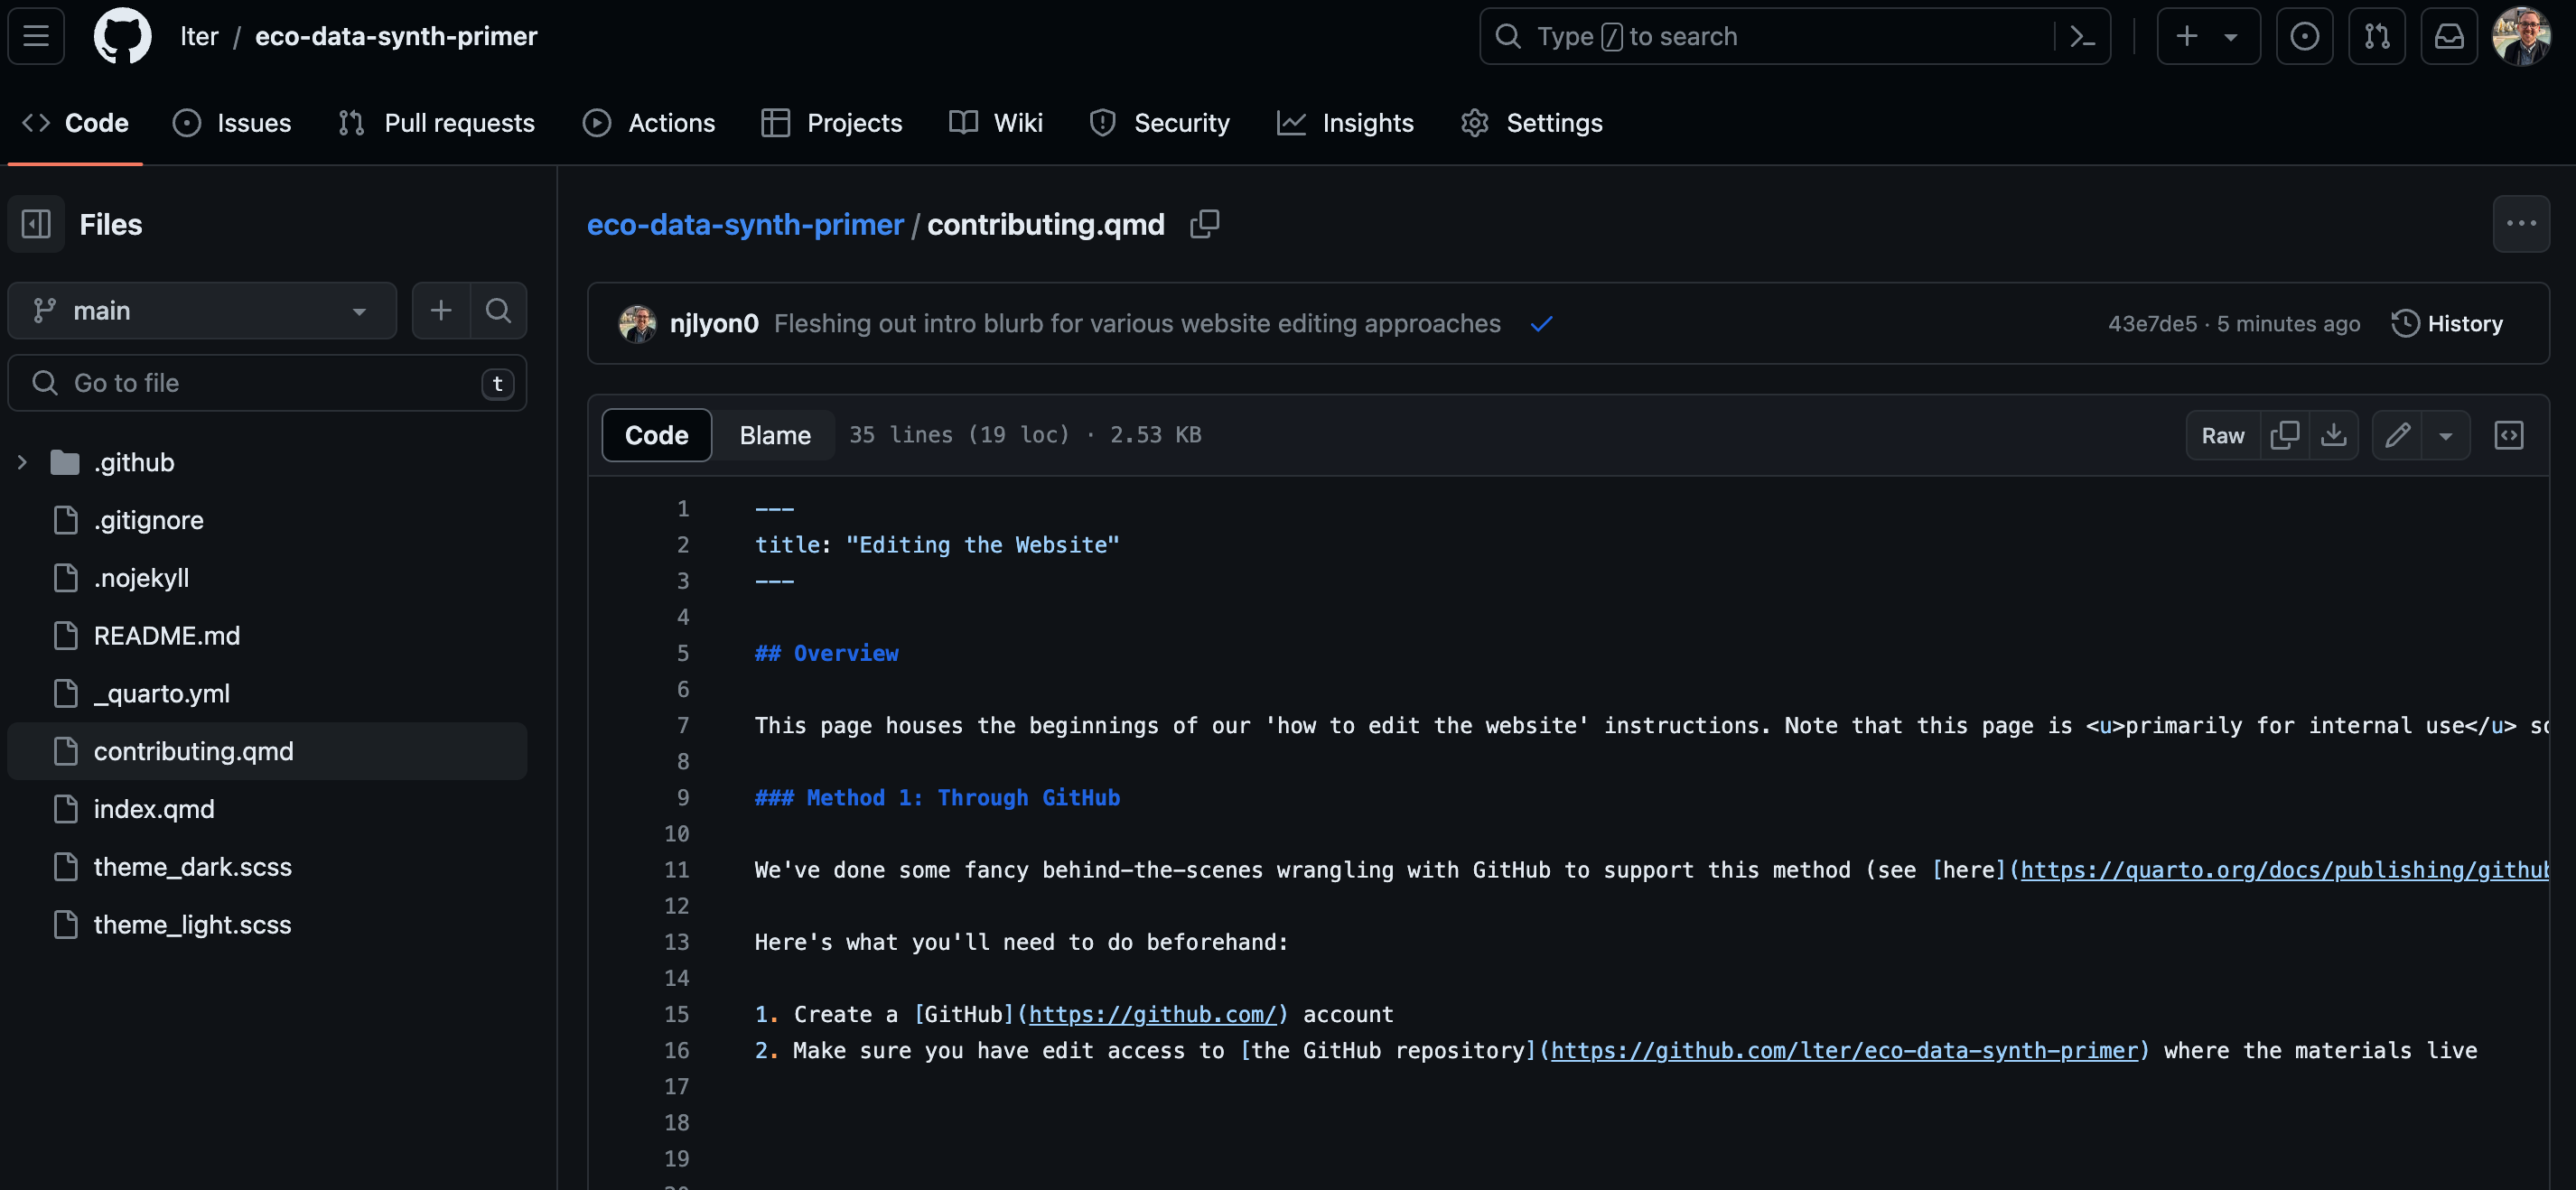 lter / eco-data-synth-primer
Type / to search
Code
Issues
Pull requests
Actions
Projects
Wiki
Security
Insights
Settings
Files
main
Go to file
t
.github
.gitignore
.nojekyll
README.md
_quarto.yml
contributing.qmd
index.qmd
theme_dark.scss
theme_light.scss
eco-data-synth-primer / contributing.qmd
njlyon0 Fleshing out intro blurb for various website editing approaches
43e7de5 · 5 minutes ago
History
Code
Blame
35 lines (19 loc) · 2.53 KB
Raw
1 ---
2 title: "Editing the Website"
3 ---
4
5 ## Overview
6
7 This page houses the beginnings of our 'how to edit the website' instructions. Note that this page is <u>primarily for internal use</u> so
8
9 ### Method 1: Through GitHub
10
11 We've done some fancy behind-the-scenes wrangling with GitHub to support this method (see [here](https://quarto.org/docs/publishing/github
12
13 Here's what you'll need to do beforehand:
14
15 1. Create a [GitHub](https://github.com/) account
16 2. Make sure you have edit access to [the GitHub repository](https://github.com/lter/eco-data-synth-primer) where the materials live
17
18
19